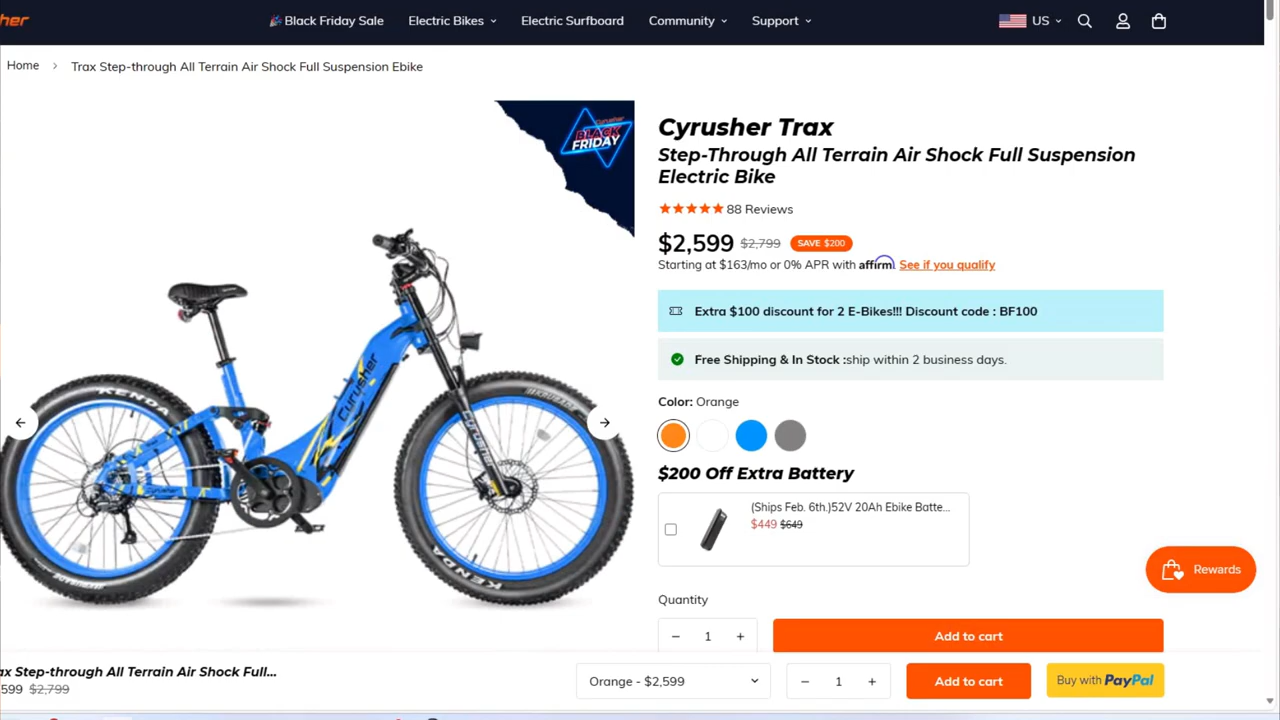 🎉Black Friday Sale
Electric Bikes
Electric Surfboard
Community
Support
US
Home
Trax Step-through All Terrain Air Shock Full Suspension Ebike
Cyrusher
BLACK
FRIDAY
Cyrusher Trax
Step-Through All Terrain Air Shock Full Suspension
Electric Bike
88 Reviews
$2,599 $2,799 SAVE $200
Starting at $163/mo or 0% APR with affirm. See if you qualify
Extra $100 discount for 2 E-Bikes!!! Discount code : BF100
Free Shipping & In Stock :ship within 2 business days.
Color: Orange
$200 Off Extra Battery
(Ships Feb. 6th.)52V 20Ah Ebike Batte...
$449 $649
Quantity
− 1 +
Add to cart
KENDA
Cyrusher
Cyrusher
Cyrusher
KENDA
Rewards
ax Step-through All Terrain Air Shock Full...
599 $2,799
Orange - $2,599
− 1 +
Add to cart
Buy with PayPal